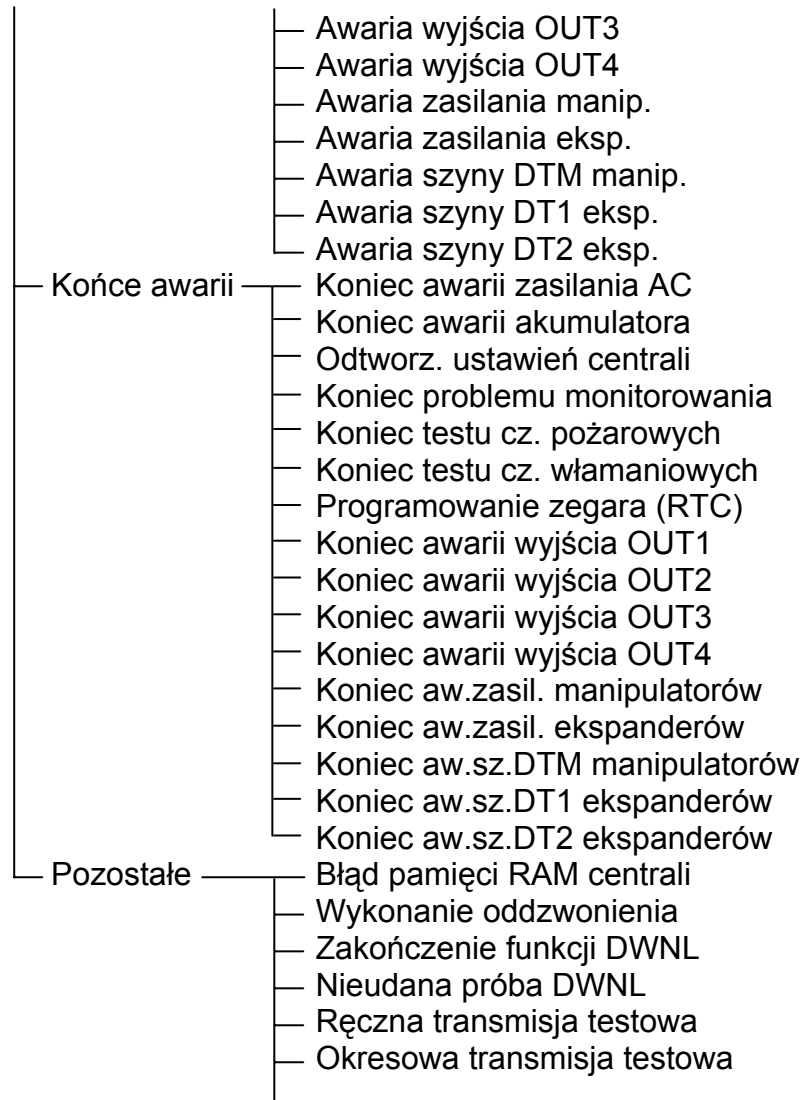 Awaria wyjścia OUT3
Awaria wyjścia OUT4
Awaria zasilania manip.
Awaria zasilania eksp.
Awaria szyny DTM manip.
Awaria szyny DT1 eksp.
Awaria szyny DT2 eksp.
Końce awarii Koniec awarii zasilania AC
Koniec awarii akumulatora
Odtworz. ustawień centrali
Koniec problemu monitorowania
Koniec testu cz. pożarowych
Koniec testu cz. włamaniowych
Programowanie zegara (RTC)
Koniec awarii wyjścia OUT1
Koniec awarii wyjścia OUT2
Koniec awarii wyjścia OUT3
Koniec awarii wyjścia OUT4
Koniec aw.zasil. manipulatorów
Koniec aw.zasil. ekspanderów
Koniec aw.sz.DTM manipulatorów
Koniec aw.sz.DT1 ekspanderów
Koniec aw.sz.DT2 ekspanderów
Pozostałe Błąd pamięci RAM centrali
Wykonanie oddzwonienia
Zakończenie funkcji DWNL
Nieudana próba DWNL
Ręczna transmisja testowa
Okresowa transmisja testowa